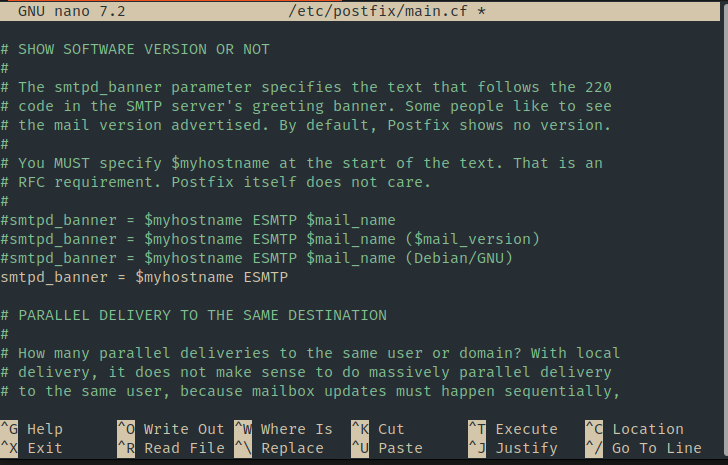 GNU nano 7.2 /etc/postfix/main.cf *
# SHOW SOFTWARE VERSION OR NOT
#
# The smtpd_banner parameter specifies the text that follows the 220
# code in the SMTP server's greeting banner. Some people like to see
# the mail version advertised. By default, Postfix shows no version.
#
# You MUST specify $myhostname at the start of the text. That is an
# RFC requirement. Postfix itself does not care.
#
#smtpd_banner = $myhostname ESMTP $mail_name
#smtpd_banner = $myhostname ESMTP $mail_name ($mail_version)
#smtpd_banner = $myhostname ESMTP $mail_name (Debian/GNU)
smtpd_banner = $myhostname ESMTP
# PARALLEL DELIVERY TO THE SAME DESTINATION
#
# How many parallel deliveries to the same user or domain? With local
# delivery, it does not make sense to do massively parallel delivery
# to the same user, because mailbox updates must happen sequentially,
^G Help ^O Write Out ^W Where Is ^K Cut ^T Execute ^C Location
^X Exit ^R Read File ^\ Replace ^U Paste ^J Justify ^/ Go To Line